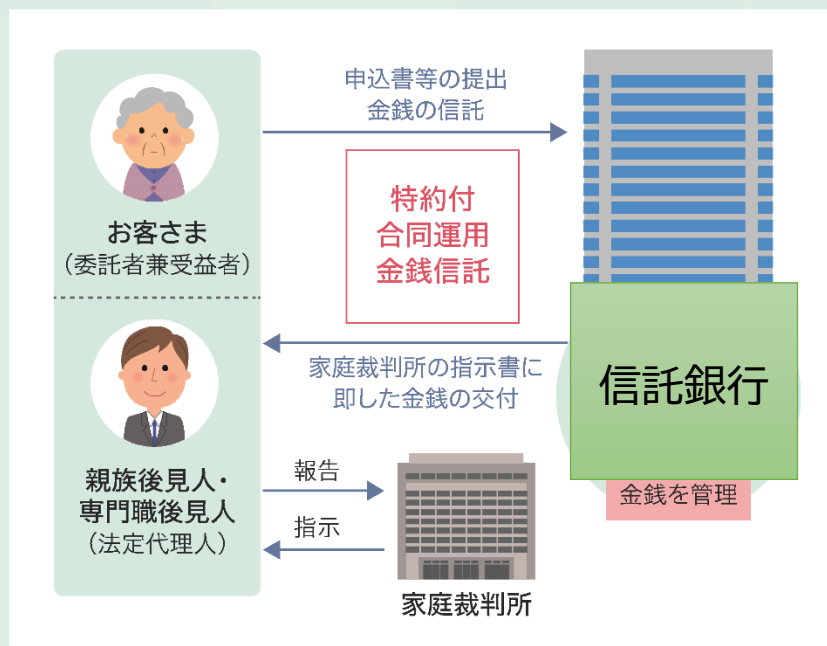 申込書等の提出
金銭の信託
特約付
合同運用
金銭信託
お客さま
（委託者兼受益者）
家庭裁判所の指示書に
即した金銭の交付
信託銀行
金銭を管理
親族後見人・
専門職後見人
（法定代理人）
報告
指示
家庭裁判所